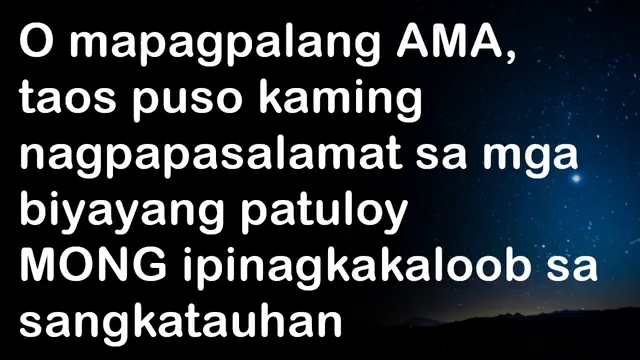 O mapagpalang AMA,
taos puso kaming
nagpapasalamat sa mga
biyayang patuloy
MONG ipinagkakaloob sa
sangkatauhan